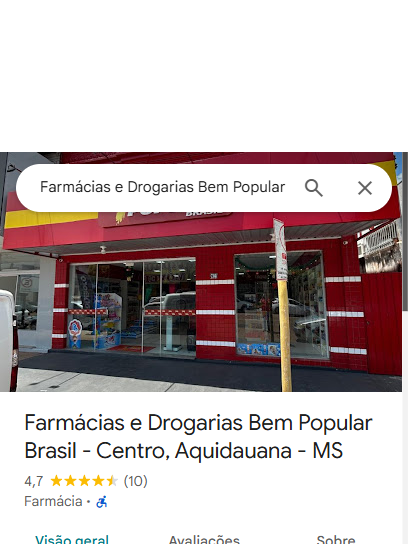 Farmácias e Drogarias Bem Popular
BRASIL
Farmácias e Drogarias Bem Popular
Brasil - Centro, Aquidauana - MS
4,7 (10)
Farmácia ·
Visão geral Avaliações Sobre